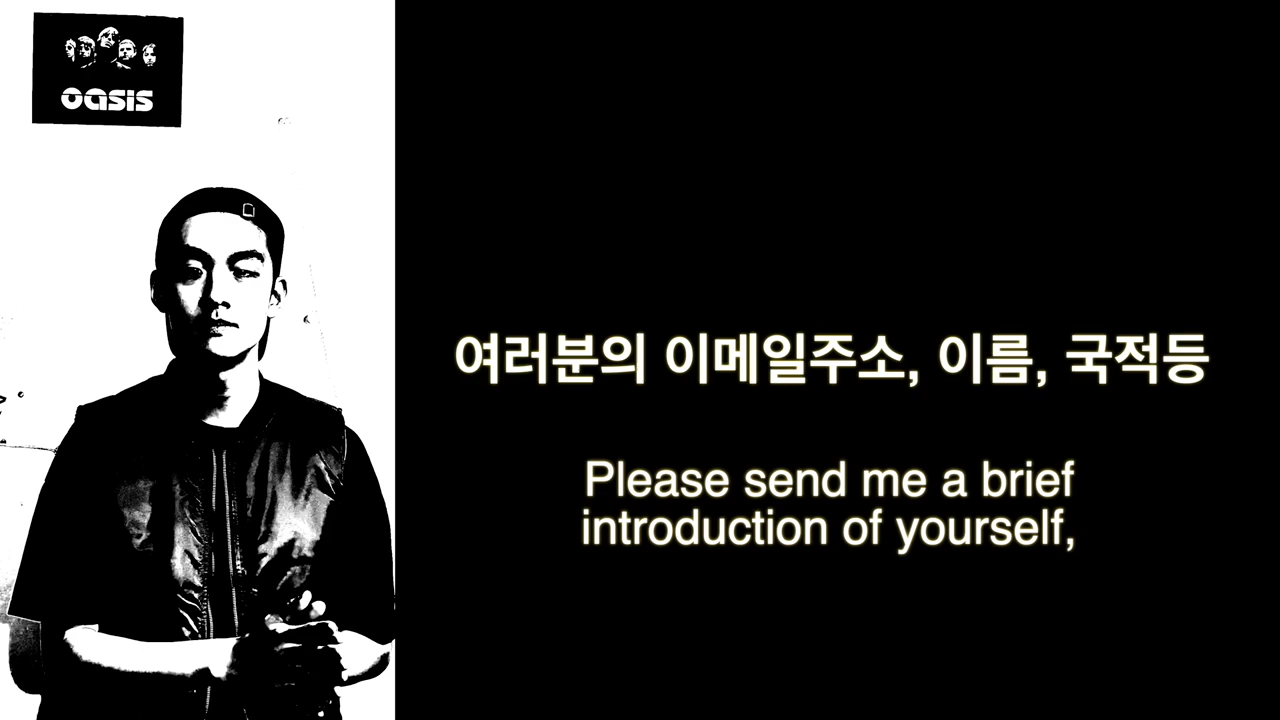 oasis
여러분의 이메일주소, 이름, 국적등
Please send me a brief
introduction of yourself,